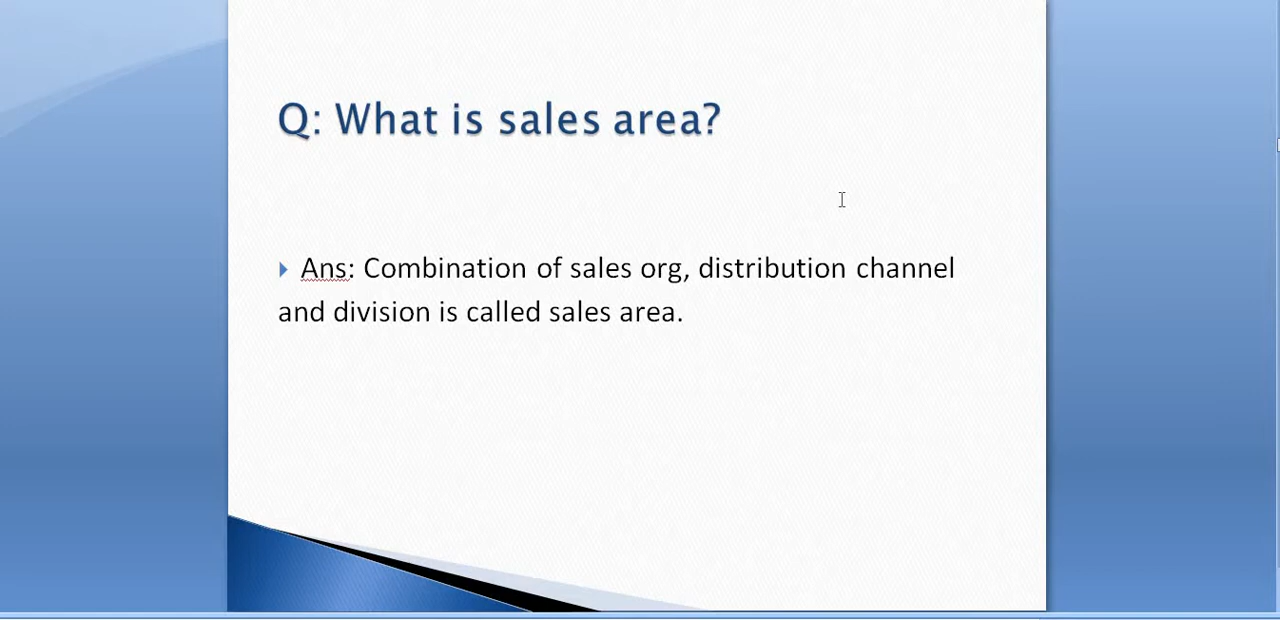 Q: What is sales area?
Ans: Combination of sales org, distribution channel
and division is called sales area.